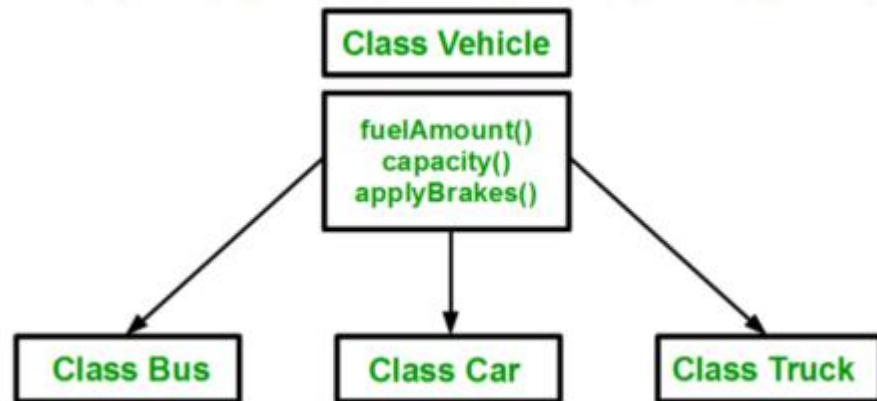 Class Vehicle
fuelAmount()
capacity()
applyBrakes()
Class Bus
Class Car
Class Truck